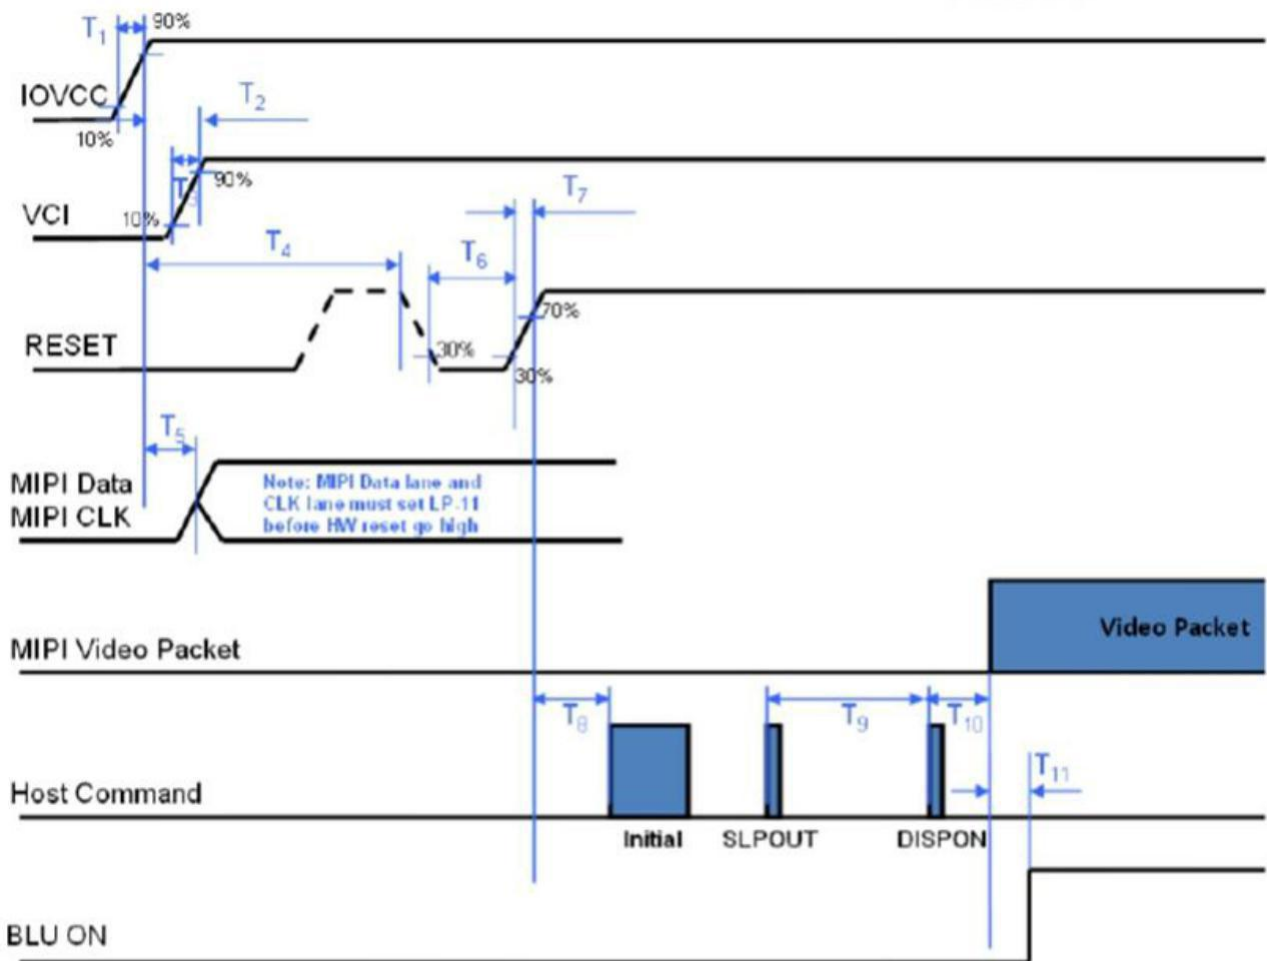 T1
90%
IOVCC
T2
10%
T3
90%
VCI
10%
T7
T4
T6
RESET
70%
30%
30%
T5
MIPI Data
MIPI CLK
Note: MIPI Data lane and
CLK lane must set LP-11
before HW reset go high
MIPI Video Packet
Video Packet
T8
T9
T10
Host Command
T11
Initial
SLPOUT
DISPON
BLU ON